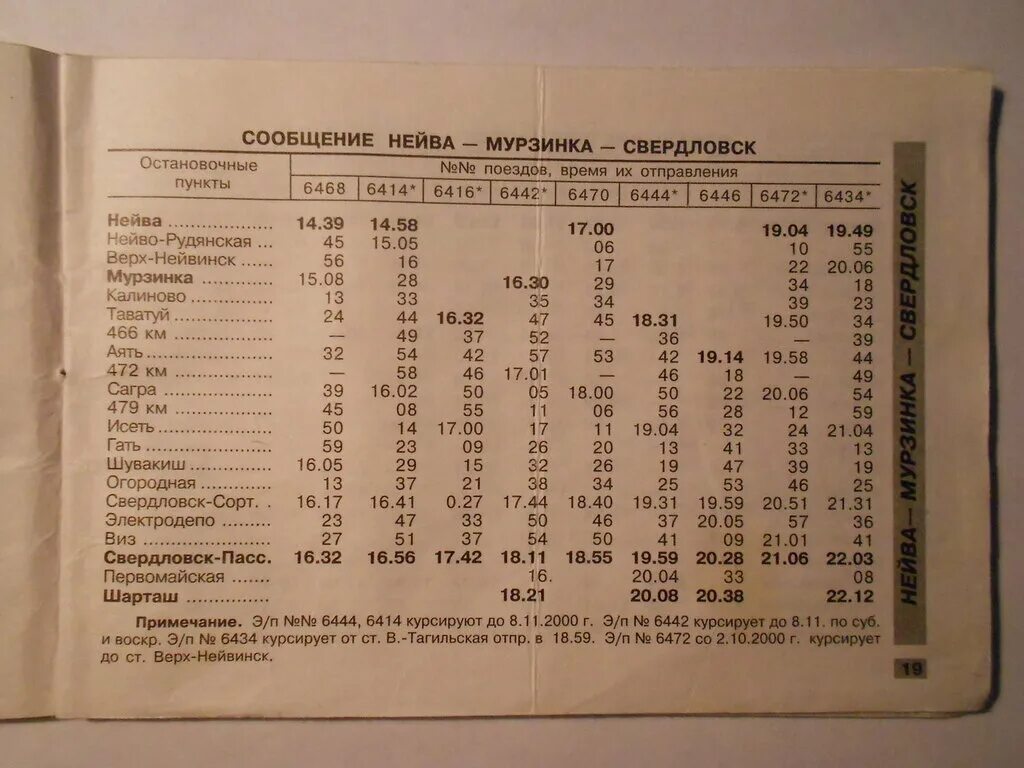 СООБЩЕНИЕ НЕЙВА — МУРЗИНКА — СВЕРДЛОВСК
Остановочные пункты №№ поездов, время их отправления
6468 6414* 6416* 6442* 6470 6444* 6446 6472* 6434*
Нейва 14.39 14.58 17.00 19.04 19.49
Нейво-Рудянская ... 45 15.05 06 10 55
Верх-Нейвинск ...... 56 16 17 22 20.06
Мурзинка 15.08 28 16.30 29 34 18
Калиново 13 33 35 34 39 23
Таватуй 24 44 16.32 47 45 18.31 19.50 34
466 км — 49 37 52 — 36 — 39
Аять 32 54 42 57 53 42 19.14 19.58 44
472 км — 58 46 17.01 — 46 18 — 49
Сагра 39 16.02 50 05 18.00 50 22 20.06 54
479 км 45 08 55 11 06 56 28 12 59
Исеть 50 14 17.00 17 11 19.04 32 24 21.04
Гать 59 23 09 26 20 13 41 33 13
Шувакиш 16.05 29 15 32 26 19 47 39 19
Огородная 13 37 21 38 34 25 53 46 25
Свердловск-Сорт. . 16.17 16.41 0.27 17.44 18.40 19.31 19.59 20.51 21.31
Электродепо 23 47 33 50 46 37 20.05 57 36
Виз 27 51 37 54 50 41 09 21.01 41
Свердловск-Пасс. 16.32 16.56 17.42 18.11 18.55 19.59 20.28 21.06 22.03
Первомайская 16. 20.04 33 08
Шарташ 18.21 20.08 20.38 22.12
Примечание. Э/п №№ 6444, 6414 курсируют до 8.11.2000 г. Э/п № 6442 курсирует до 8.11. по суб.
и воскр. Э/п № 6434 курсирует от ст. В.-Тагильская отпр. в 18.59. Э/п № 6472 со 2.10.2000 г. курсирует
до ст. Верх-Нейвинск.
НЕЙВА — МУРЗИНКА — СВЕРДЛОВСК
19